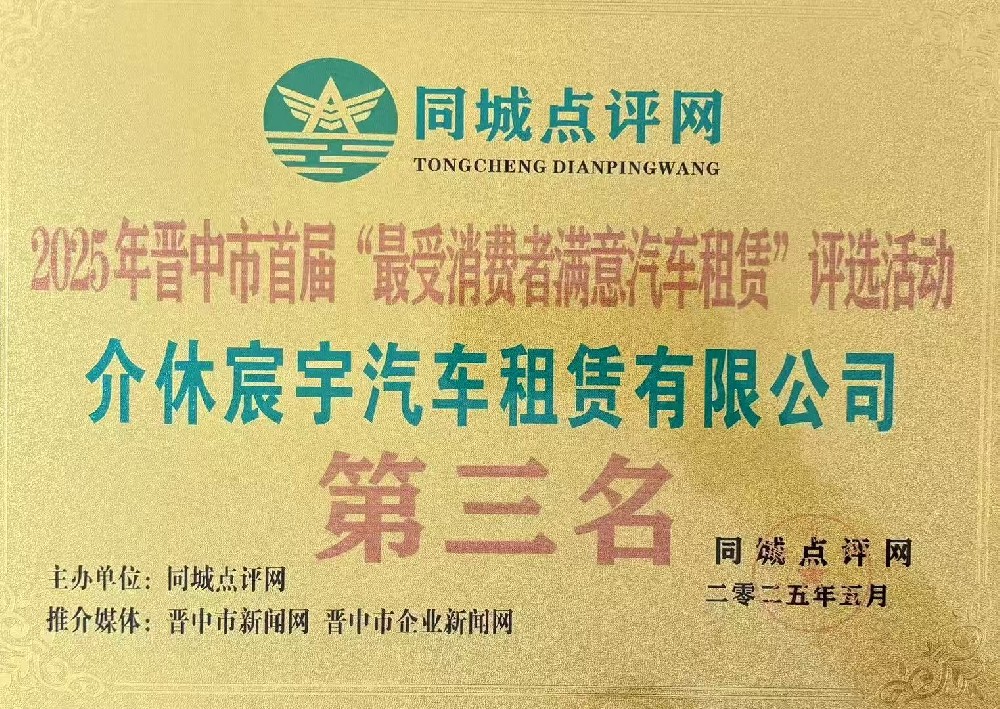 同城点评网
TONGCHENG DIANPINGWANG
2025年晋中市首届“最受消费者满意汽车租赁”评选活动
介休宸宇汽车租赁有限公司
第三名
主办单位：同城点评网
推介媒体：晋中市新闻网 晋中市企业新闻网
同城点评网
二零二五年五月